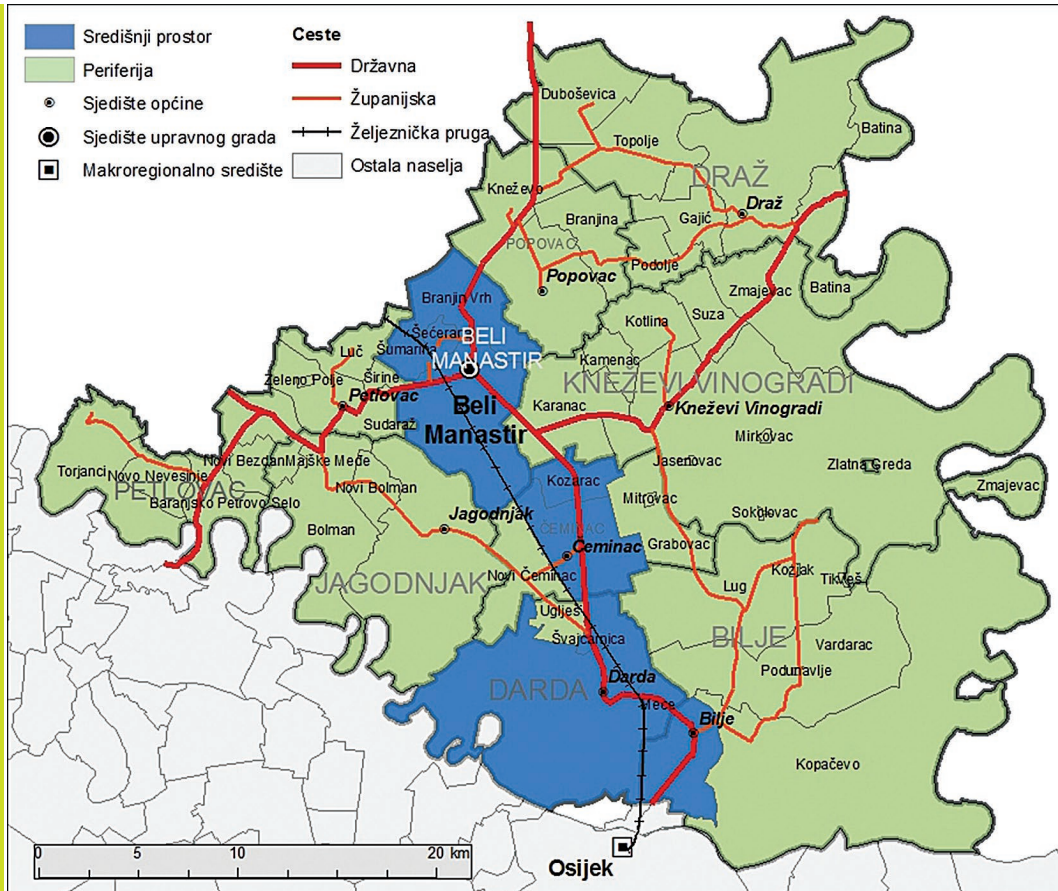 Središnji prostor
Periferija
Sjedište općine
Sjedište upravnog grada
Makroregionalno središte
Ceste
Državna
Županijska
Željeznička pruga
Ostala naselja
Duboševica
Topolje
Batina
DRAŽ
Kneževo
Draž
Branjina
Gajić
POPOVAC
Podolje
Popovac
Zmajevac
Batina
Branjin Vrh
Suza
Kotlina
Šećerana
BELI
MANASTIR
Šumarina
Luč
Kamenac
KNEŽEVI VINOGRADI
Zeleno Polje
Širine
Petlovac
Karanac
Kneževi Vinogradi
Beli
Manastir
Sudaraž
Mirkovac
Novi Bezdan
Majške Međe
Jasenovac
Zlatna Greda
Torjanci
Novo Nevesinje
PETLOVAC
Baranjsko Petrovo Selo
Novi Bolman
Kozarac
Mitrovac
Zmajevac
Sokolovac
Bolman
Jagodnjak
ČEMINAC
Čeminac
Grabovac
JAGODNJAK
Novi Čeminac
Kozjak
Tikveš
Lug
Uglješ
Švajcarnica
BILJE
Vardarac
Podunavlje
DARDA
Darda
Meče
Bilje
Kopačevo
0 5 10 20 km
Osijek